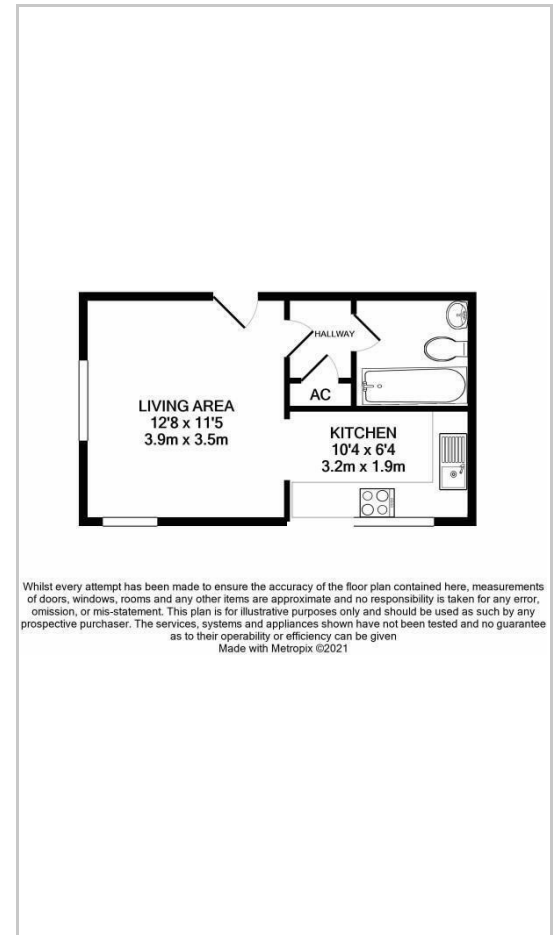 HALLWAY
AC
LIVING AREA
12'8 x 11'5
3.9m x 3.5m
KITCHEN
10'4 x 6'4
3.2m x 1.9m
Whilst every attempt has been made to ensure the accuracy of the floor plan contained here, measurements
of doors, windows, rooms and any other items are approximate and no responsibility is taken for any error,
omission, or mis-statement. This plan is for illustrative purposes only and should be used as such by any
prospective purchaser. The services, systems and appliances shown have not been tested and no guarantee
as to their operability or efficiency can be given
Made with Metropix ©2021